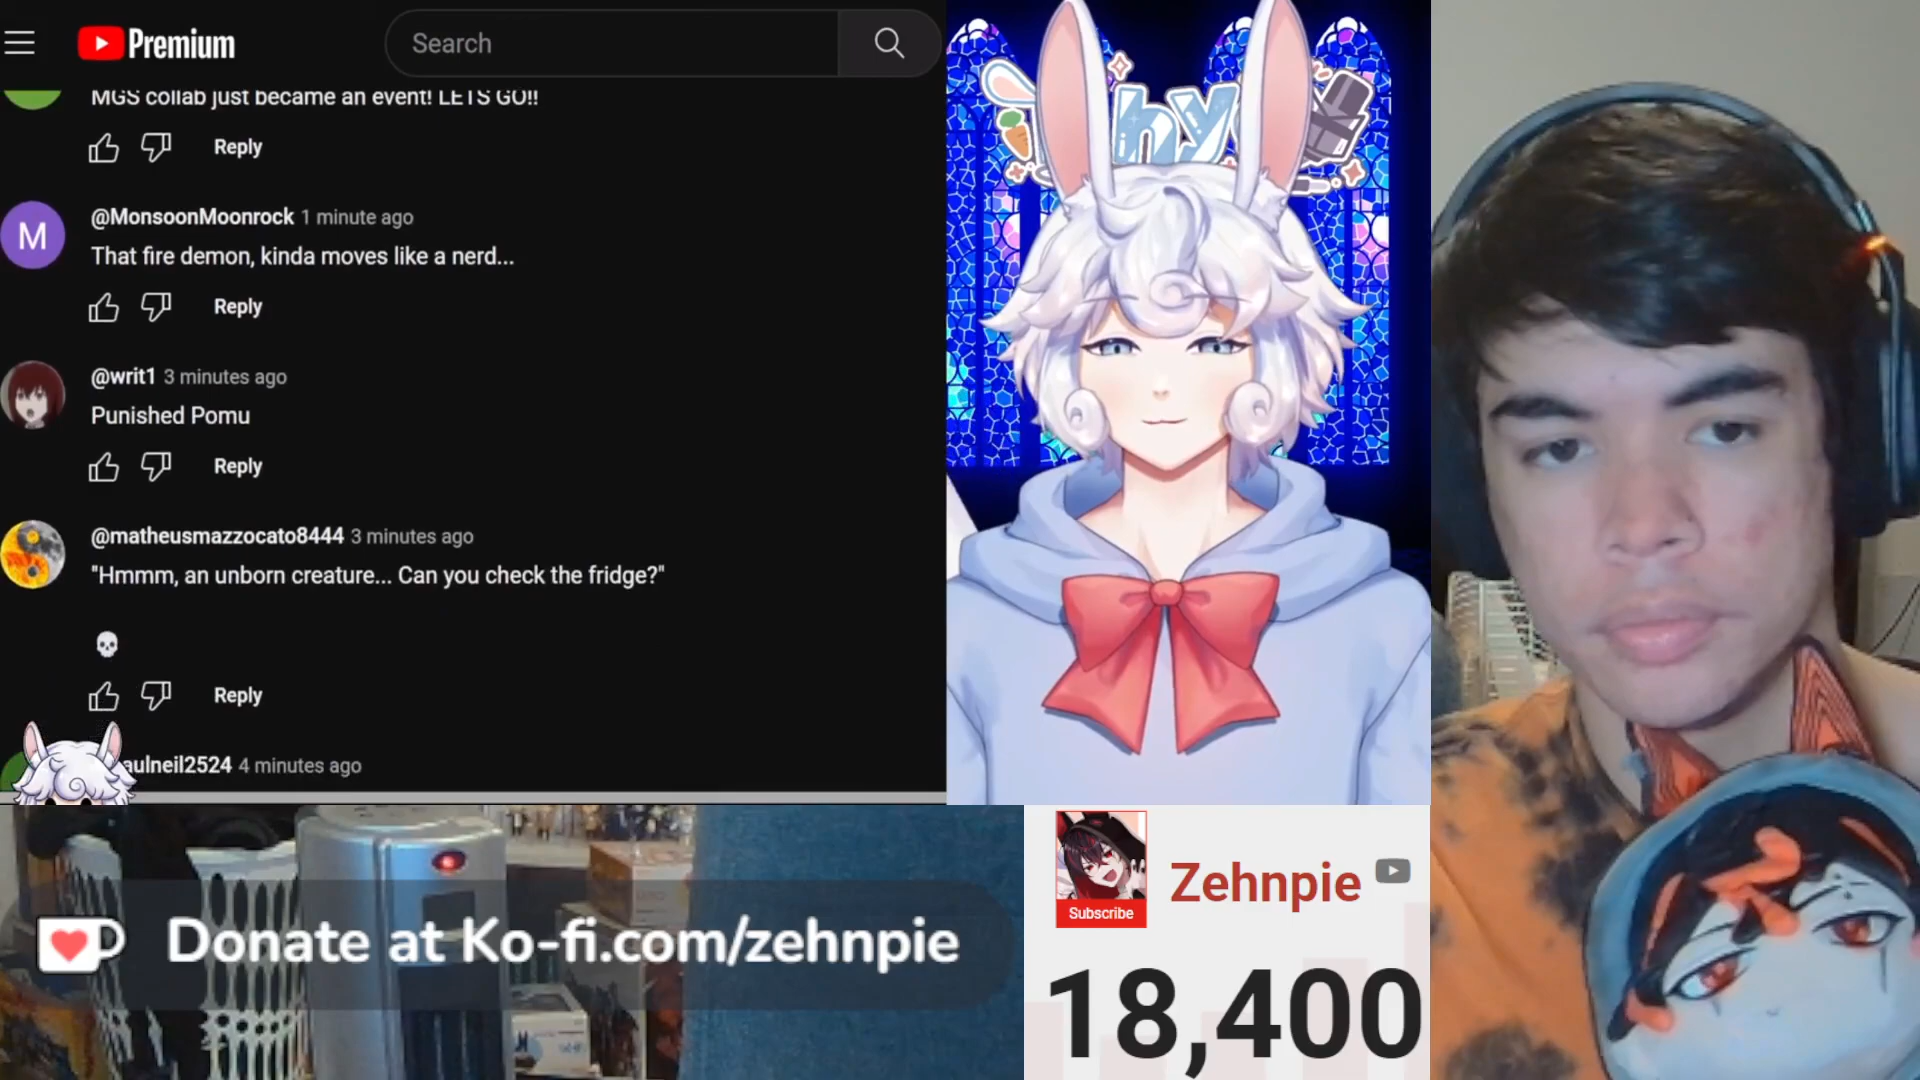 Premium
Search
MGS collab just became an event! LETS GO!!
Reply
@MonsoonMoonrock 1 minute ago
That fire demon, kinda moves like a nerd...
Reply
M
@writ1 3 minutes ago
Punished Pomu
Reply
@matheusmazzocato8444 3 minutes ago
"Hmmm, an unborn creature... Can you check the fridge?"
Reply
aulneil2524 4 minutes ago
hy
Donate at Ko-fi.com/zehnpie
Subscribe
Zehnpie
18,400